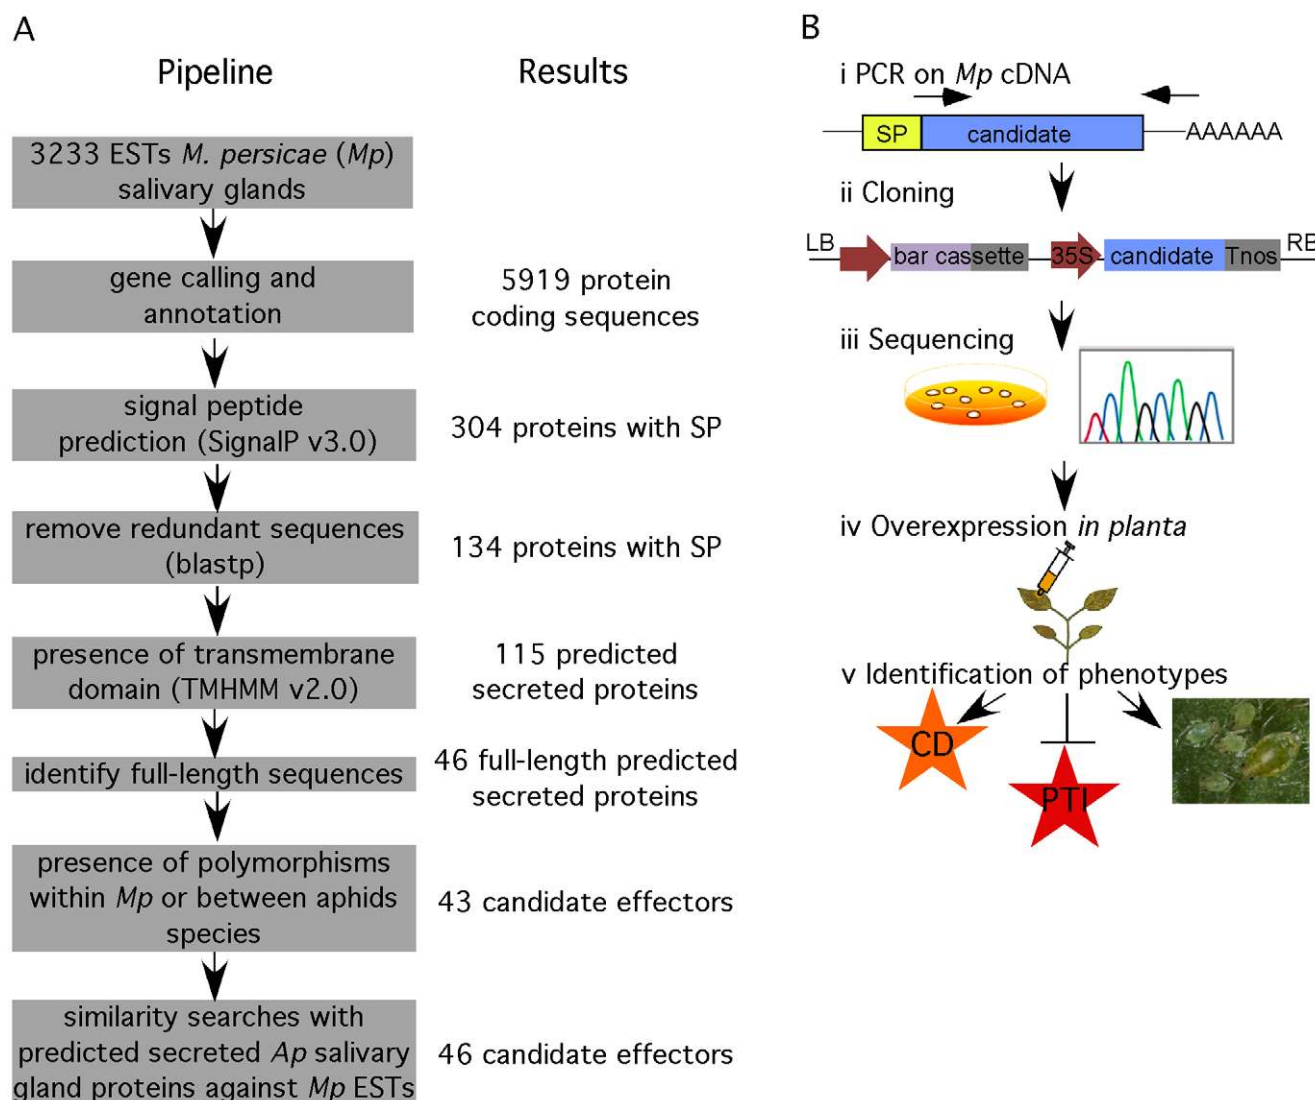 A
Pipeline
Results
3233 ESTs M. persicae (Mp)
salivary glands
gene calling and
annotation
5919 protein
coding sequences
signal peptide
prediction (SignalP v3.0)
304 proteins with SP
remove redundant sequences
(blastp)
134 proteins with SP
presence of transmembrane
domain (TMHMM v2.0)
115 predicted
secreted proteins
identify full-length sequences
46 full-length predicted
secreted proteins
presence of polymorphisms
within Mp or between aphids
species
43 candidate effectors
similarity searches with
predicted secreted Ap salivary
gland proteins against Mp ESTs
46 candidate effectors
B
i PCR on Mp cDNA
SP candidate AAAAAA
ii Cloning
LB bar cassette 35S candidate Tnos RB
iii Sequencing
iv Overexpression in planta
v Identification of phenotypes
CD
PTI